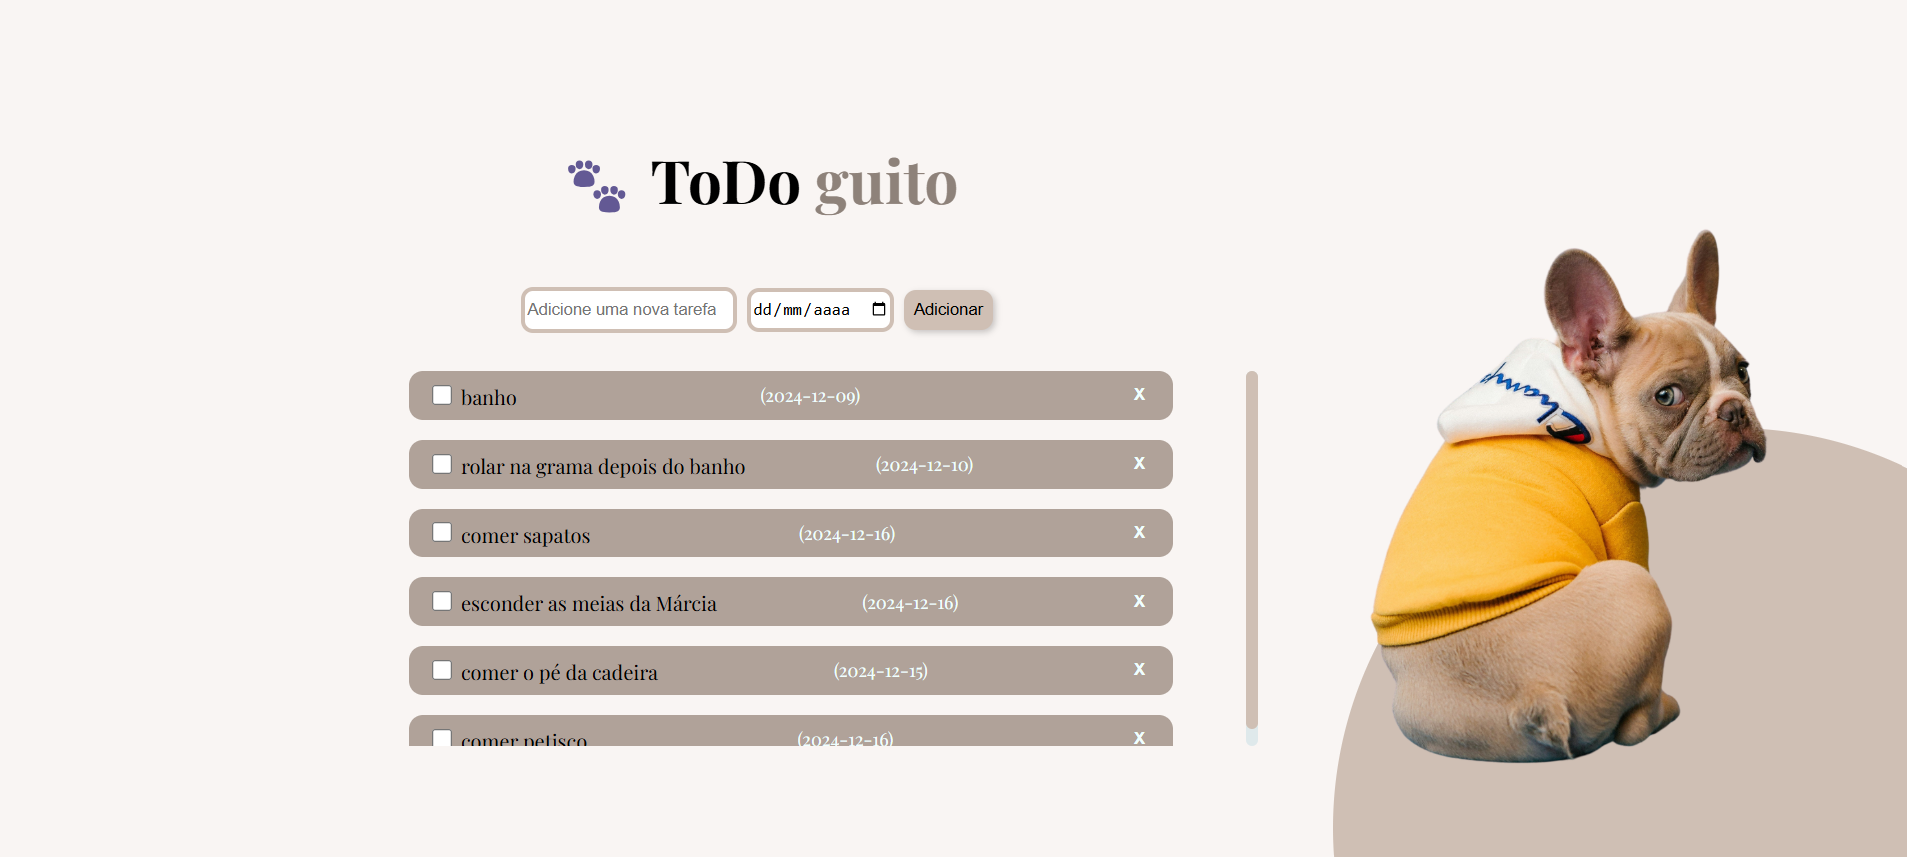 ToDo guito
Adicione uma nova tarefa dd/mm/aaaa Adicionar
banho (2024-12-09) X
rolar na grama depois do banho (2024-12-10) X
comer sapatos (2024-12-16) X
esconder as meias da Márcia (2024-12-16) X
comer o pé da cadeira (2024-12-15) X
comer petisco (2024-12-16) X
Champion